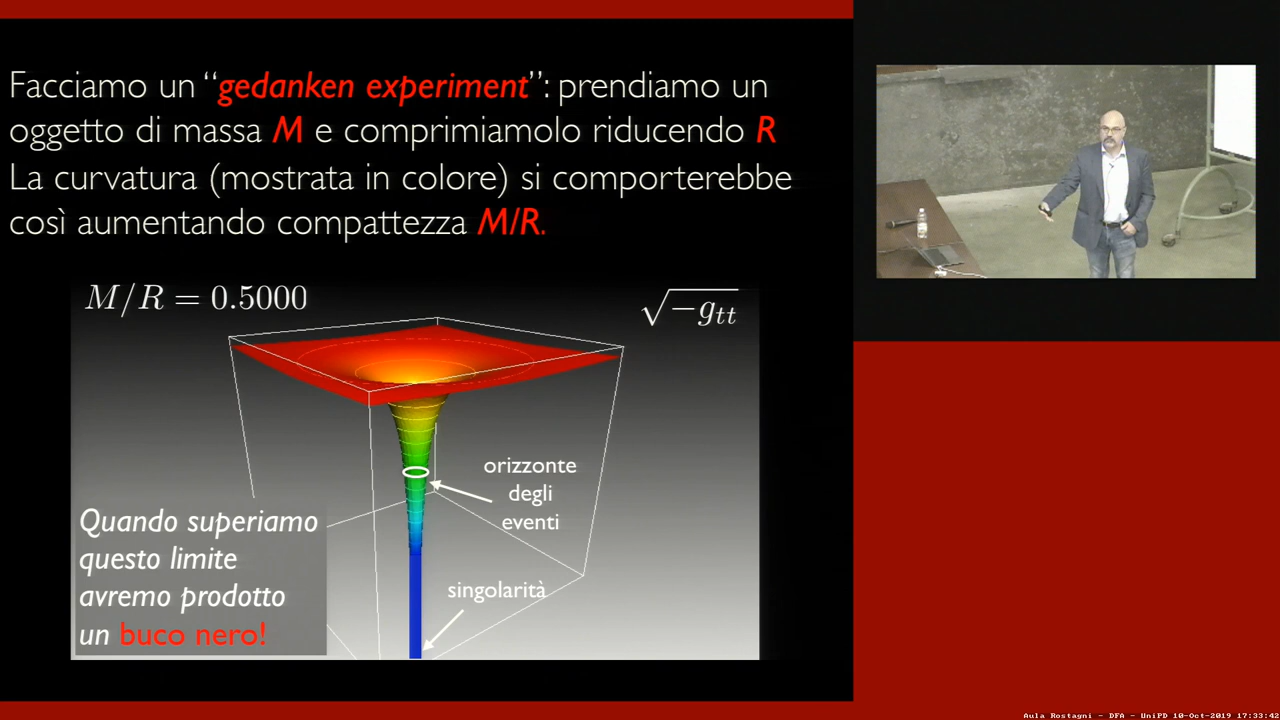 Facciamo un “gedanken experiment”: prendiamo un
oggetto di massa M e comprimiamolo riducendo R
La curvatura (mostrata in colore) si comporterebbe
così aumentando compattezza M/R.
M/R = 0.5000
√−gtt
orizzonte
degli
eventi
Quando superiamo
questo limite
avremo prodotto
un buco nero!
singolarità
Aula Rostagni - DFA - UniPD 10-Oct-2019 17:33:42